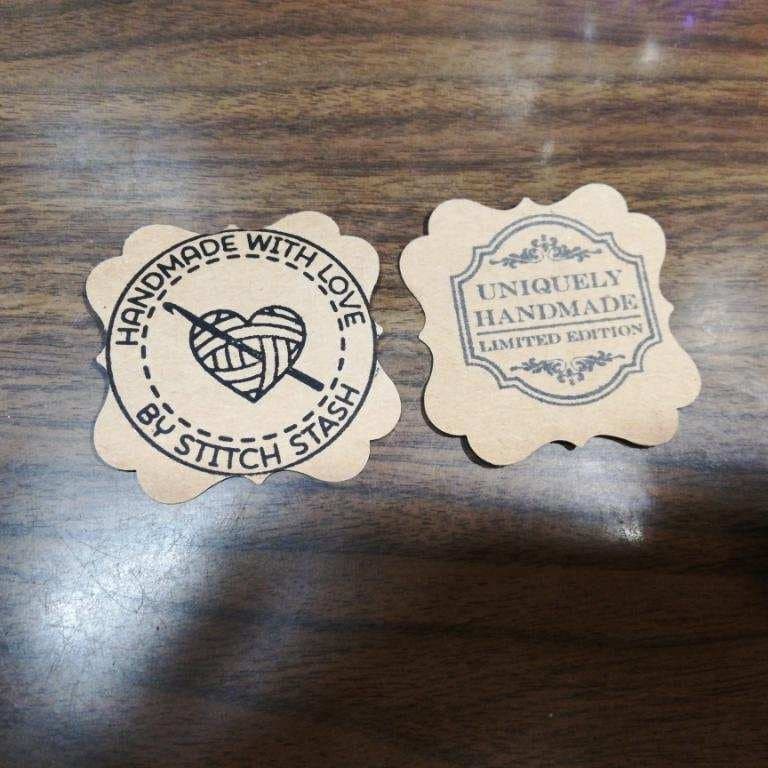 HANDMADE WITH LOVE
BY STITCH STASH
UNIQUELY
HANDMADE
LIMITED EDITION